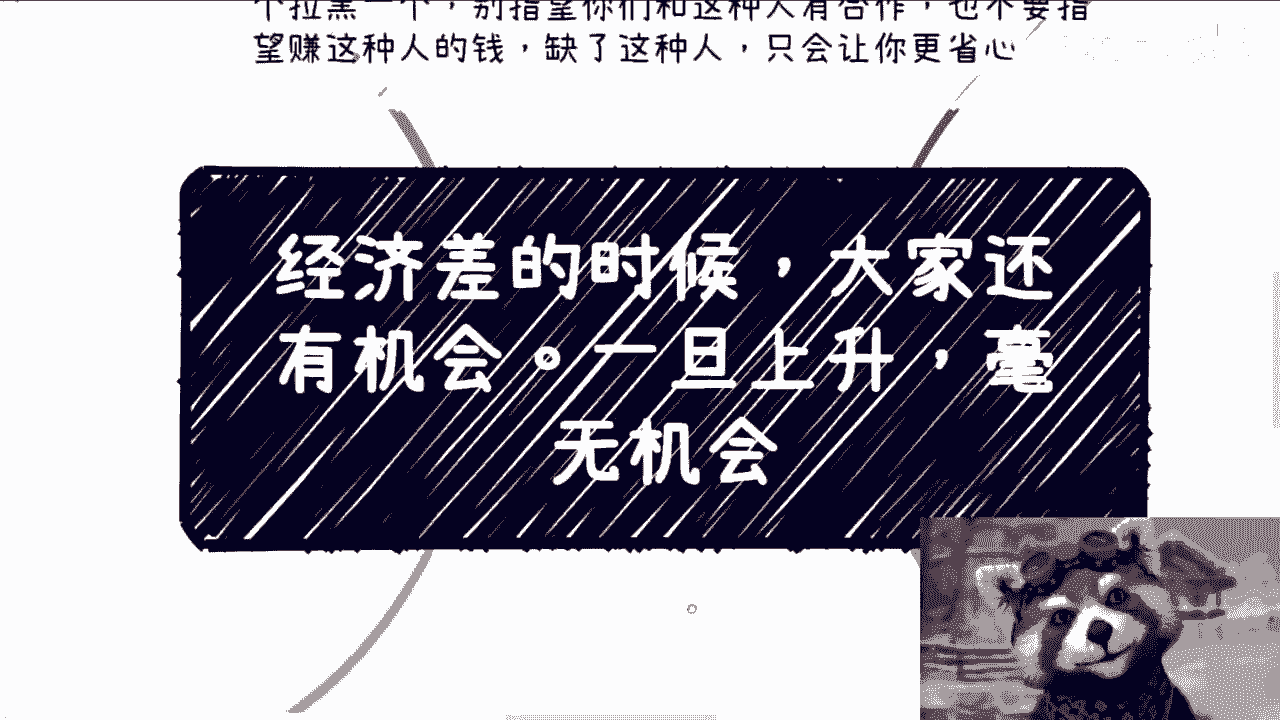 个拉黑一个，别指望你们和这种人有合作，也不要指
望赚这种人的钱，缺了这种人，只会让你更省心
经济差的时候，大家还
有机会。一旦上升，毫
无机会